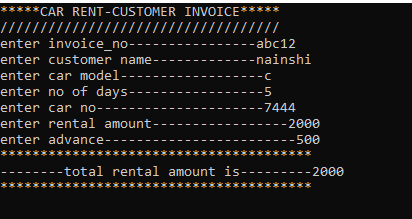 *****CAR RENT-CUSTOMER INVOICE*****
///////////////////////////////////
enter invoice_no----------------abc12
enter customer name-------------nainshi
enter car model------------------c
enter no of days-----------------5
enter car no---------------------7444
enter rental amount-----------------2000
enter advance------------------------500
***************************************
--------total rental amount is---------2000
***************************************